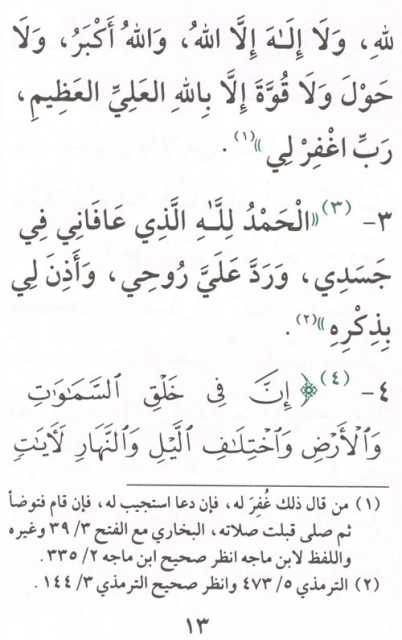 لِلّهِ، وَلَا إِلَـٰهَ إِلَّا اللهُ، وَاللهُ أَكْبَرُ، وَلَا
حَوْلَ وَلَا قُوَّةَ إِلَّا بِاللهِ العَلِيِّ العَظِيمِ،
رَبِّ اغْفِرْ لِي»(١).
٣- (٣)«الْحَمْدُ لِلَّـٰهِ الَّذِي عَافَانِي فِي
جَسَدِي، وَرَدَّ عَلَيَّ رُوحِي، وَأَذِنَ لِي
بِذِكْرِهِ»(٢).
٤- (٤) ﴿إِنَّ فِى خَلْقِ ٱلسَّمَـٰوَٰتِ
وَٱلْأَرْضِ وَٱخْتِلَـٰفِ ٱلَّيْلِ وَٱلنَّهَارِ لَـَٔايَـٰتٍ
(١) من قال ذلك غُفِرَ له، فإن دعا استجيب له، فإن قام فتوضأ
ثم صلى قبلت صلاته، البخاري مع الفتح ٣/ ٣٩ وغيره
واللفظ لابن ماجه انظر صحيح ابن ماجه ٢/ ٣٣٥.
(٢) الترمذي ٥/ ٤٧٣ وانظر صحيح الترمذي ٣/ ١٤٤.
١٣